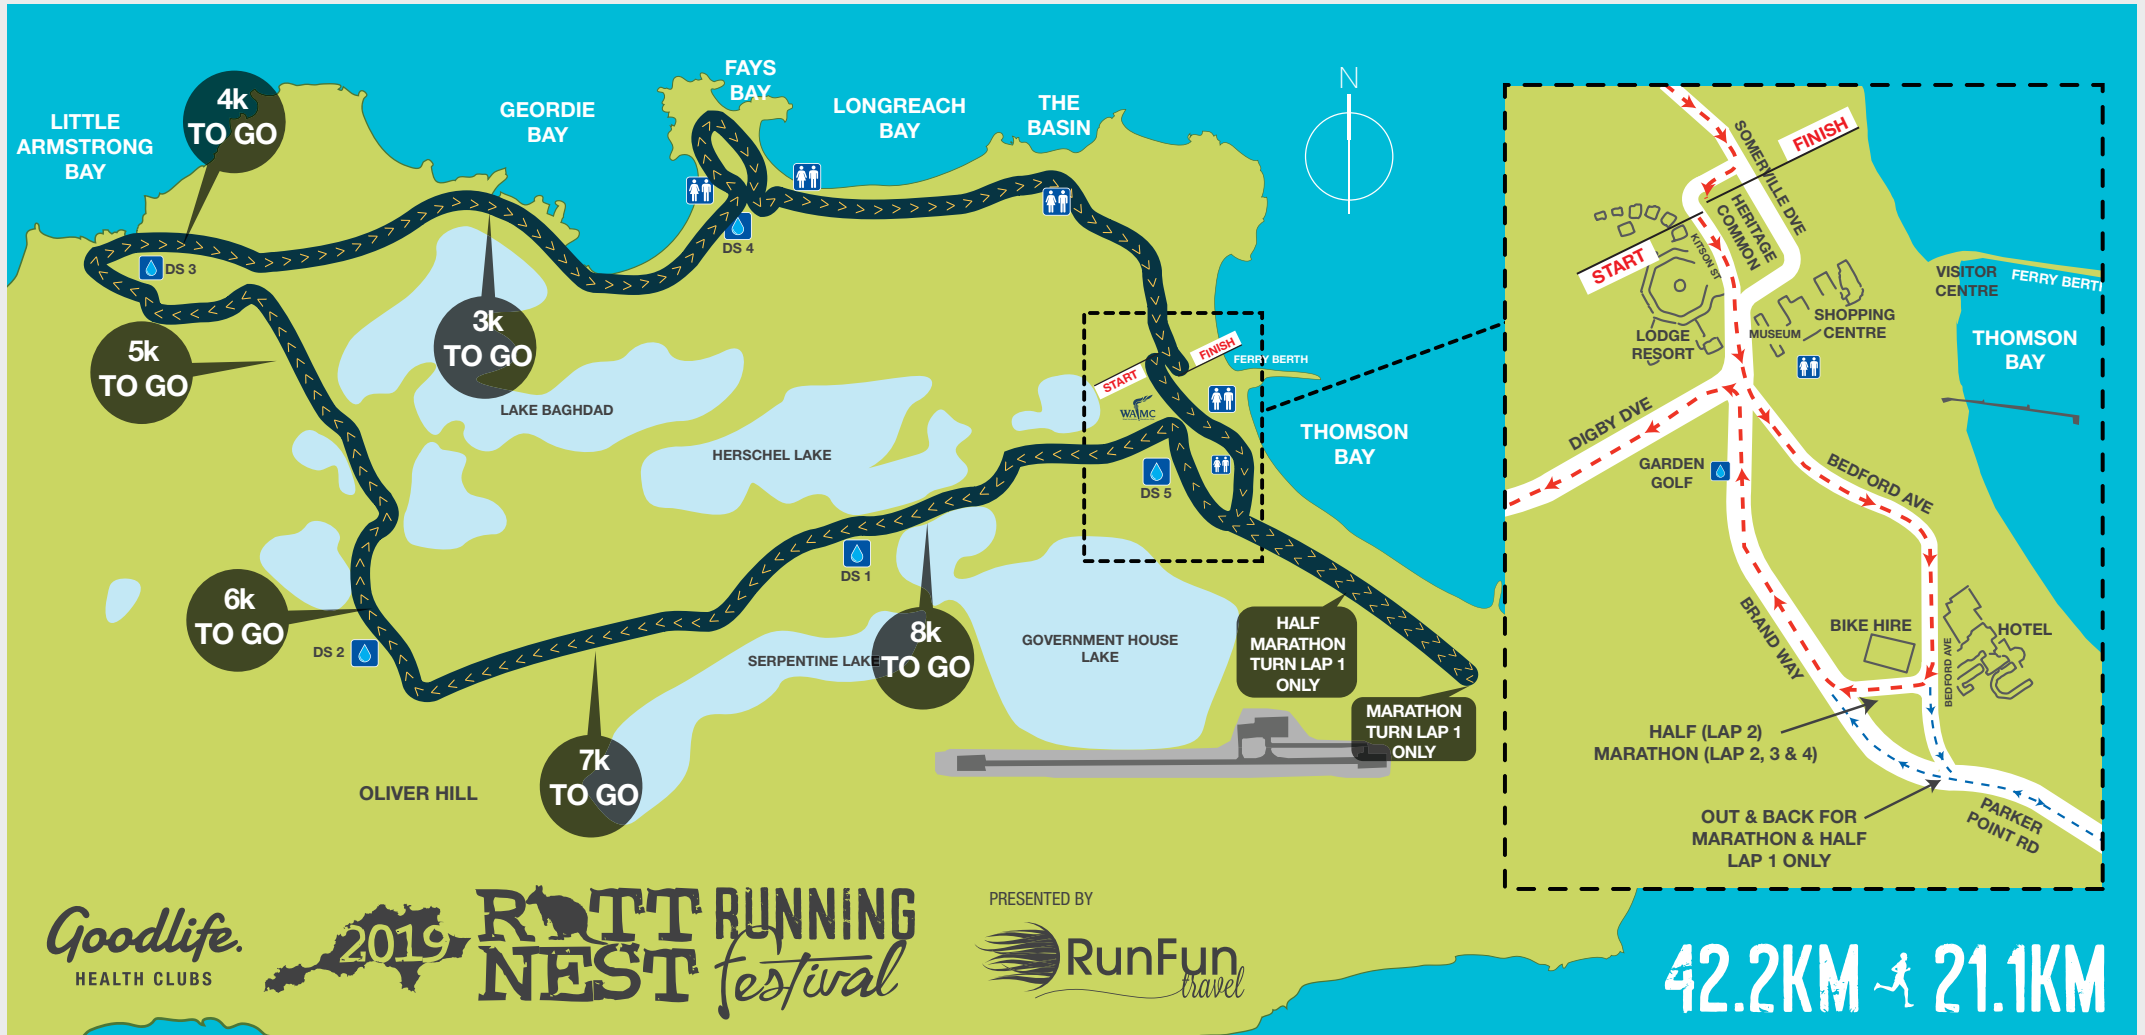 FAYS
BAY
4k
TO GO
GEORDIE
BAY
LONGREACH
BAY
THE
BASIN
N
LITTLE
ARMSTRONG
BAY
DS 3
DS 4
5k
TO GO
3k
TO GO
LAKE BAGHDAD
HERSCHEL LAKE
START
FINISH
FERRY BERTH
WAMC
THOMSON
BAY
DS 5
DS 1
6k
TO GO
DS 2
SERPENTINE LAKE
8k
TO GO
GOVERNMENT HOUSE
LAKE
HALF
MARATHON
TURN LAP 1
ONLY
MARATHON
TURN LAP 1
ONLY
7k
TO GO
OLIVER HILL
SOMERVILLE DVE
FINISH
HERITAGE
COMMON
KITSON ST
START
LODGE
RESORT
MUSEUM
SHOPPING
CENTRE
VISITOR
CENTRE
FERRY BERTH
THOMSON
BAY
DIGBY DVE
GARDEN
GOLF
BEDFORD AVE
BRAND WAY
BIKE HIRE
HOTEL
BEDFORD AVE
HALF (LAP 2)
MARATHON (LAP 2, 3 & 4)
OUT & BACK FOR
MARATHON & HALF
LAP 1 ONLY
PARKER
POINT RD
Goodlife.
HEALTH CLUBS
2019
ROTT
NEST
RUNNING
festival
PRESENTED BY
RunFun
travel
42.2KM 21.1KM